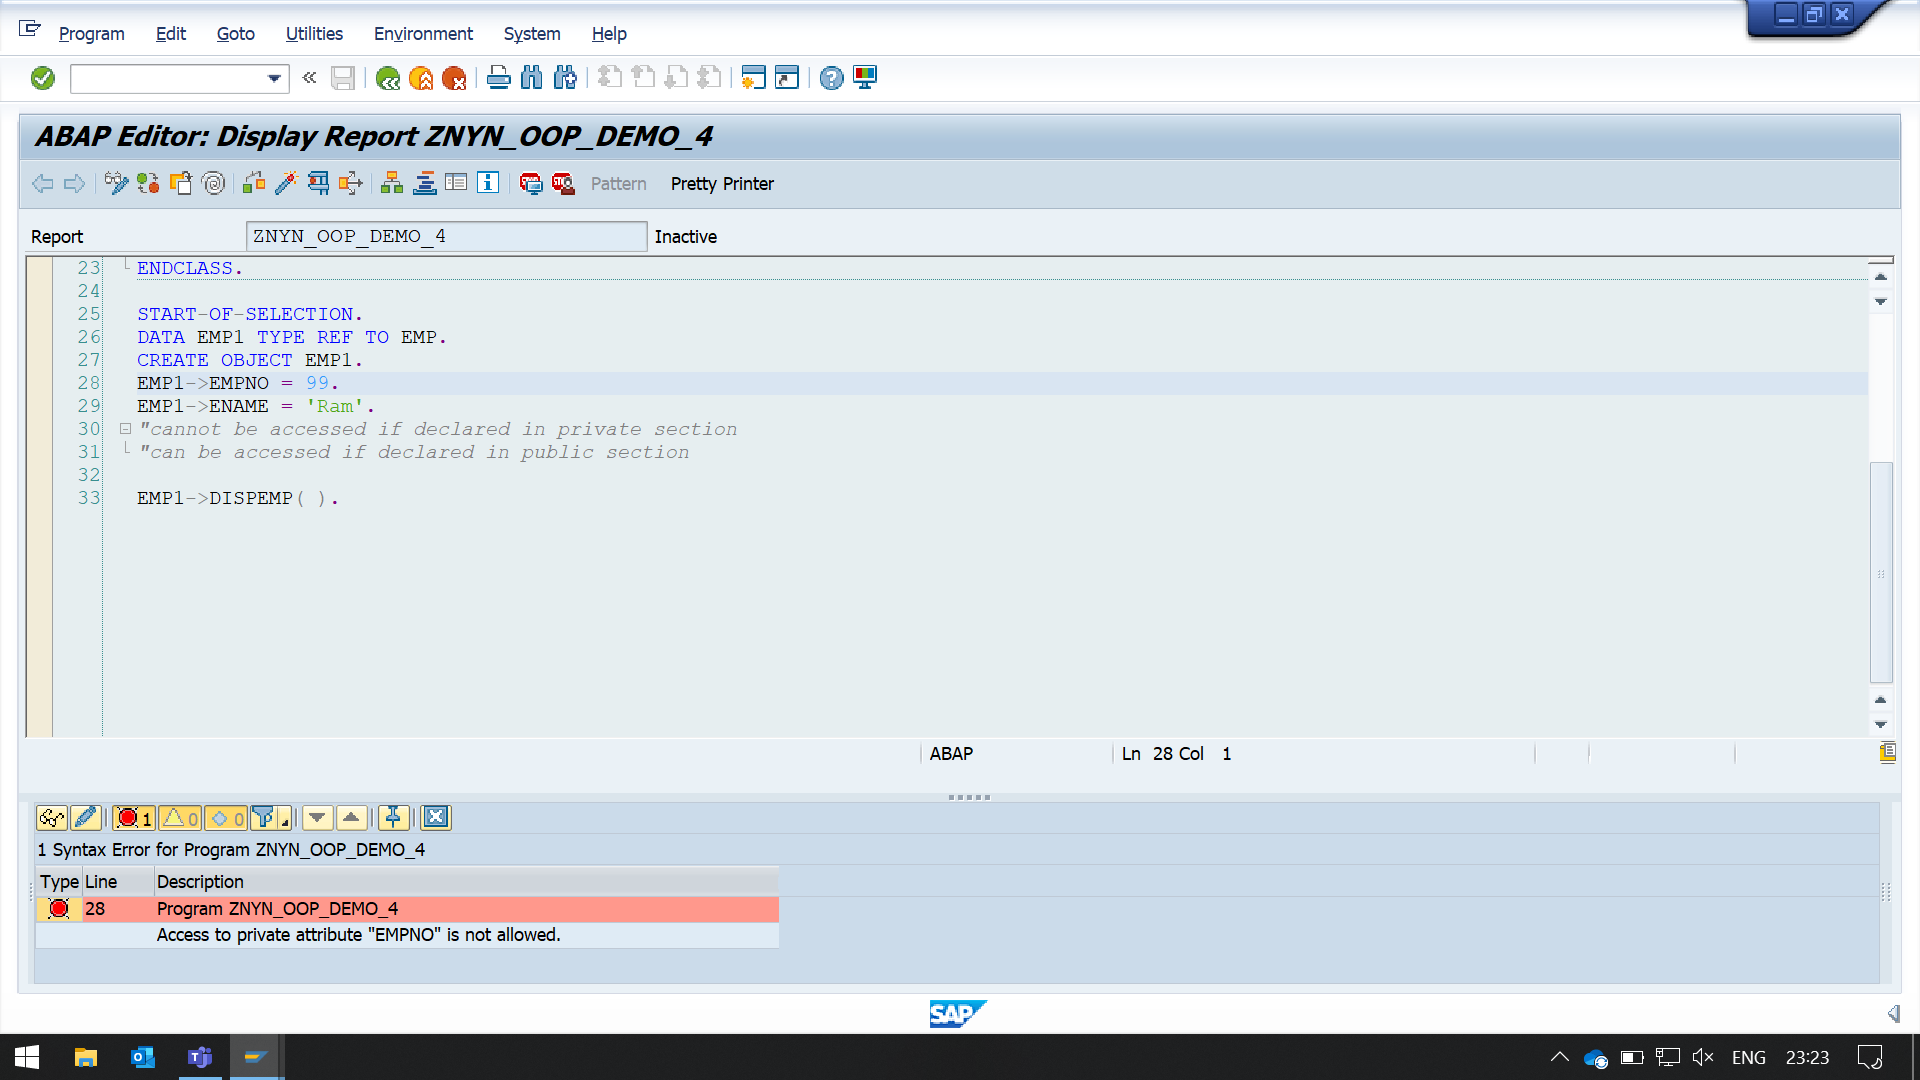 Program Edit Goto Utilities Environment System Help
ABAP Editor: Display Report ZNYN_OOP_DEMO_4
Pattern Pretty Printer
Report ZNYN_OOP_DEMO_4 Inactive
23 ENDCLASS.
24
25 START-OF-SELECTION.
26 DATA EMP1 TYPE REF TO EMP.
27 CREATE OBJECT EMP1.
28 EMP1->EMPNO = 99.
29 EMP1->ENAME = 'Ram'.
30 "cannot be accessed if declared in private section
31 "can be accessed if declared in public section
32
33 EMP1->DISPEMP( ).
ABAP Ln 28 Col 1
1 0 0
1 Syntax Error for Program ZNYN_OOP_DEMO_4
Type Line Description
28 Program ZNYN_OOP_DEMO_4
Access to private attribute "EMPNO" is not allowed.
SAP
ENG 23:23